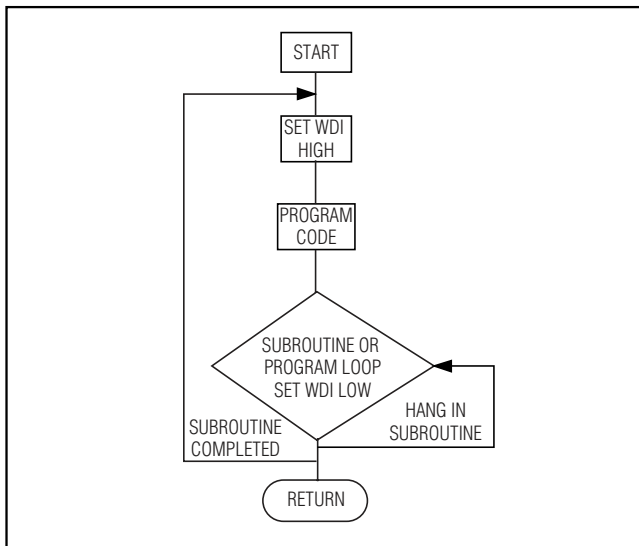 START
SET WDI
HIGH
PROGRAM
CODE
SUBROUTINE OR
PROGRAM LOOP
SET WDI LOW
SUBROUTINE
COMPLETED
HANG IN
SUBROUTINE
RETURN